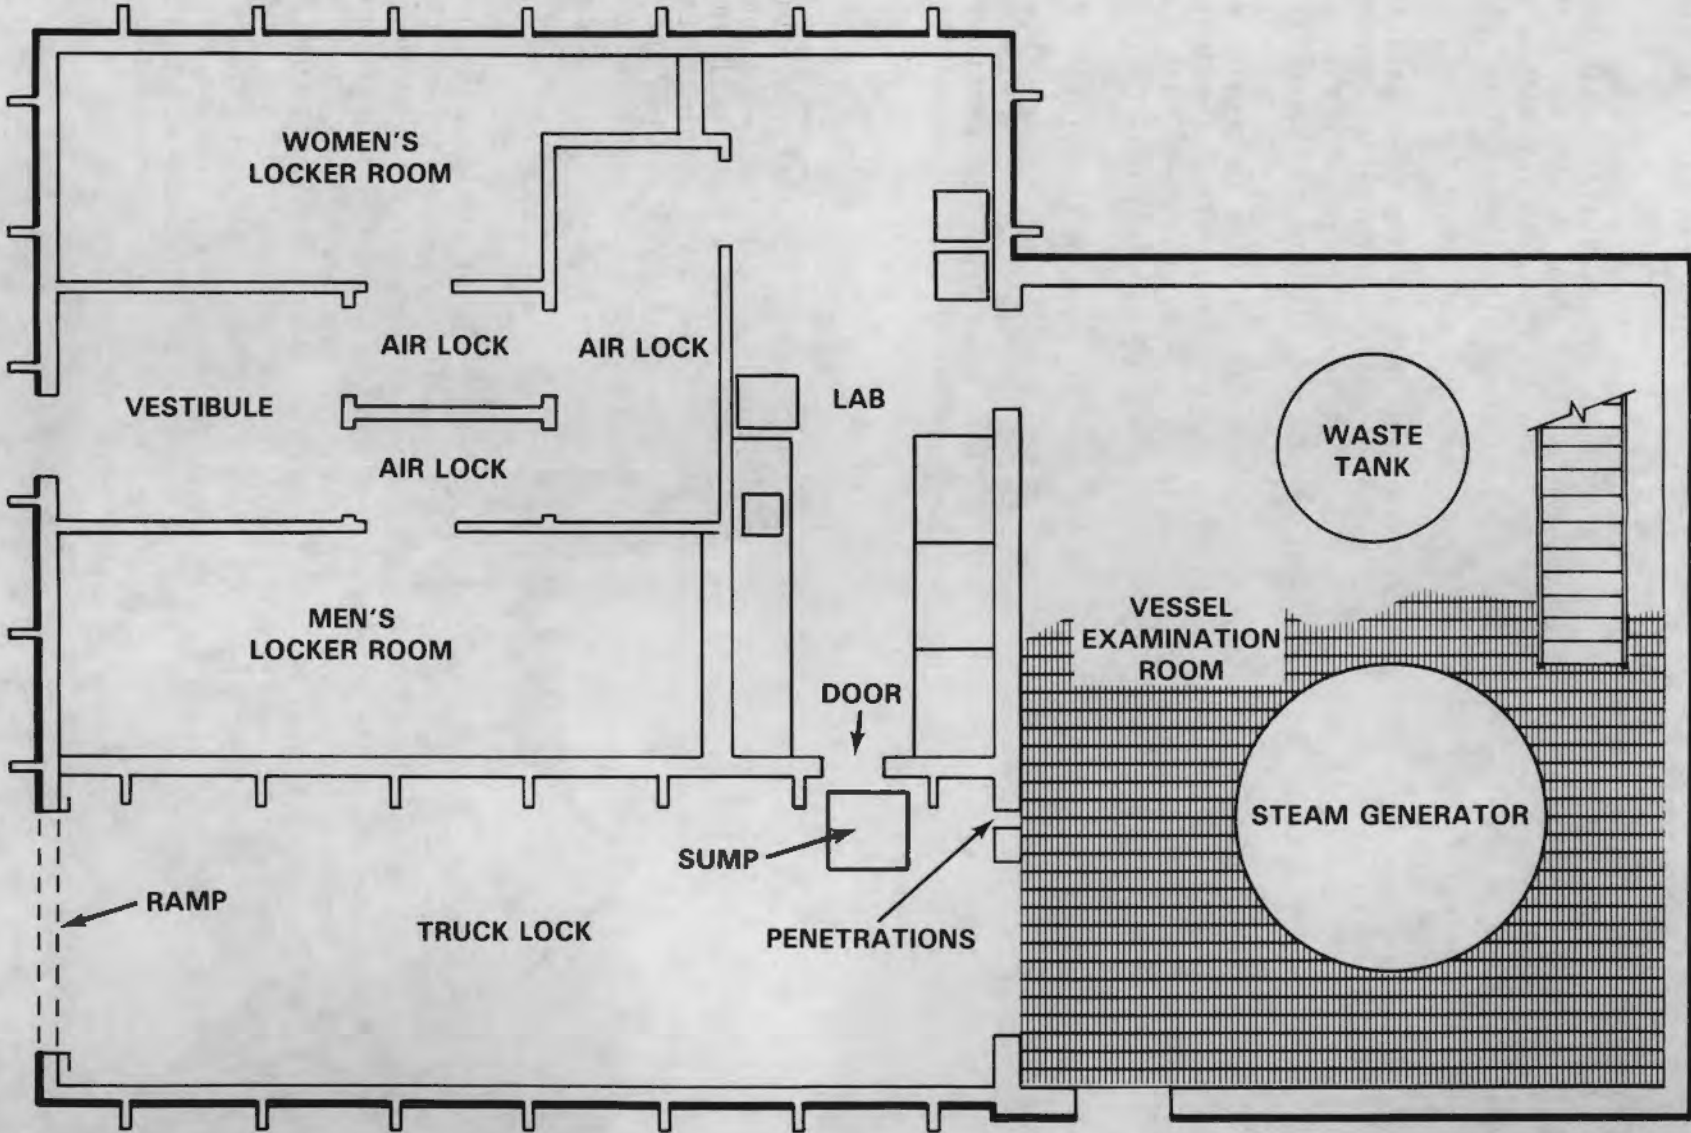 WOMEN'S
LOCKER ROOM
AIR LOCK
AIR LOCK
VESTIBULE
LAB
AIR LOCK
WASTE
TANK
MEN'S
LOCKER ROOM
VESSEL
EXAMINATION
ROOM
DOOR
STEAM GENERATOR
SUMP
RAMP
TRUCK LOCK
PENETRATIONS